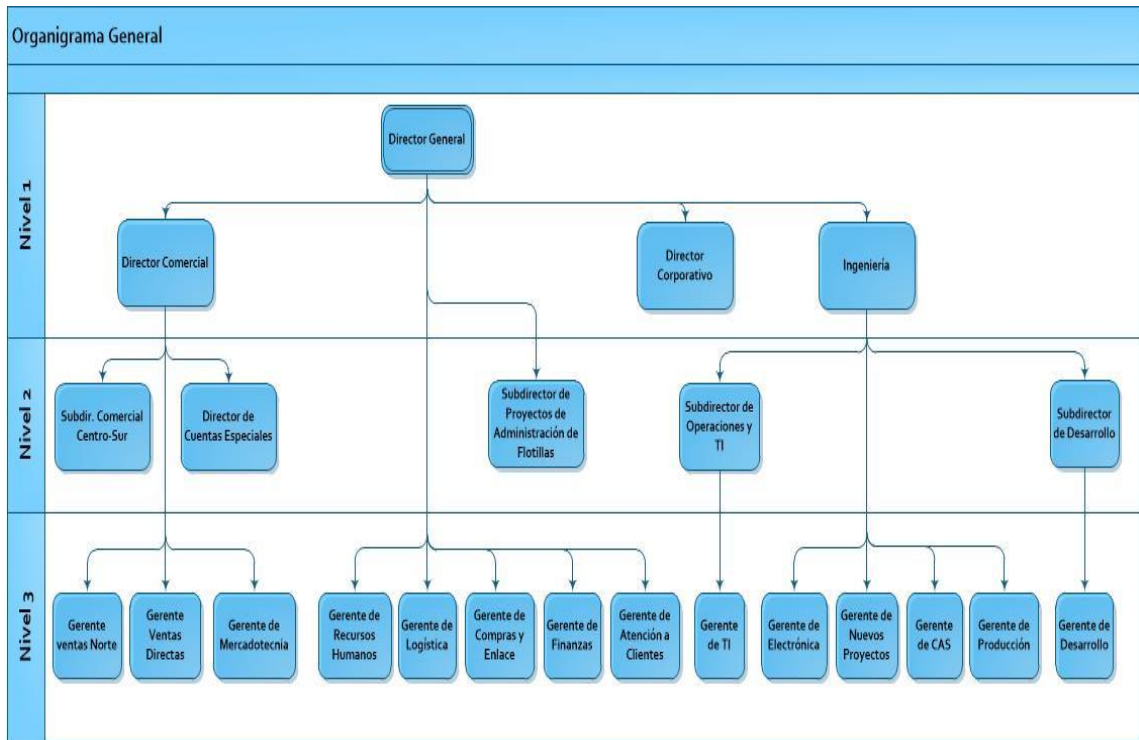 Organigrama General
Nivel 1
Director General
Director Comercial
Director
Corporativo
Ingeniería
Nivel 2
Subdir. Comercial
Centro-Sur
Director de
Cuentas Especiales
Subdirector de
Proyectos de
Administración de
Flotillas
Subdirector de
Operaciones y
TI
Subdirector
de Desarrollo
Nivel 3
Gerente
ventas Norte
Gerente
Ventas
Directas
Gerente de
Mercadotecnia
Gerente de
Recursos
Humanos
Gerente de
Logística
Gerente de
Compras y
Enlace
Gerente de
Finanzas
Gerente de
Atención a
Clientes
Gerente
de TI
Gerente de
Electrónica
Gerente de
Nuevos
Proyectos
Gerente
de CAS
Gerente de
Producción
Gerente de
Desarrollo